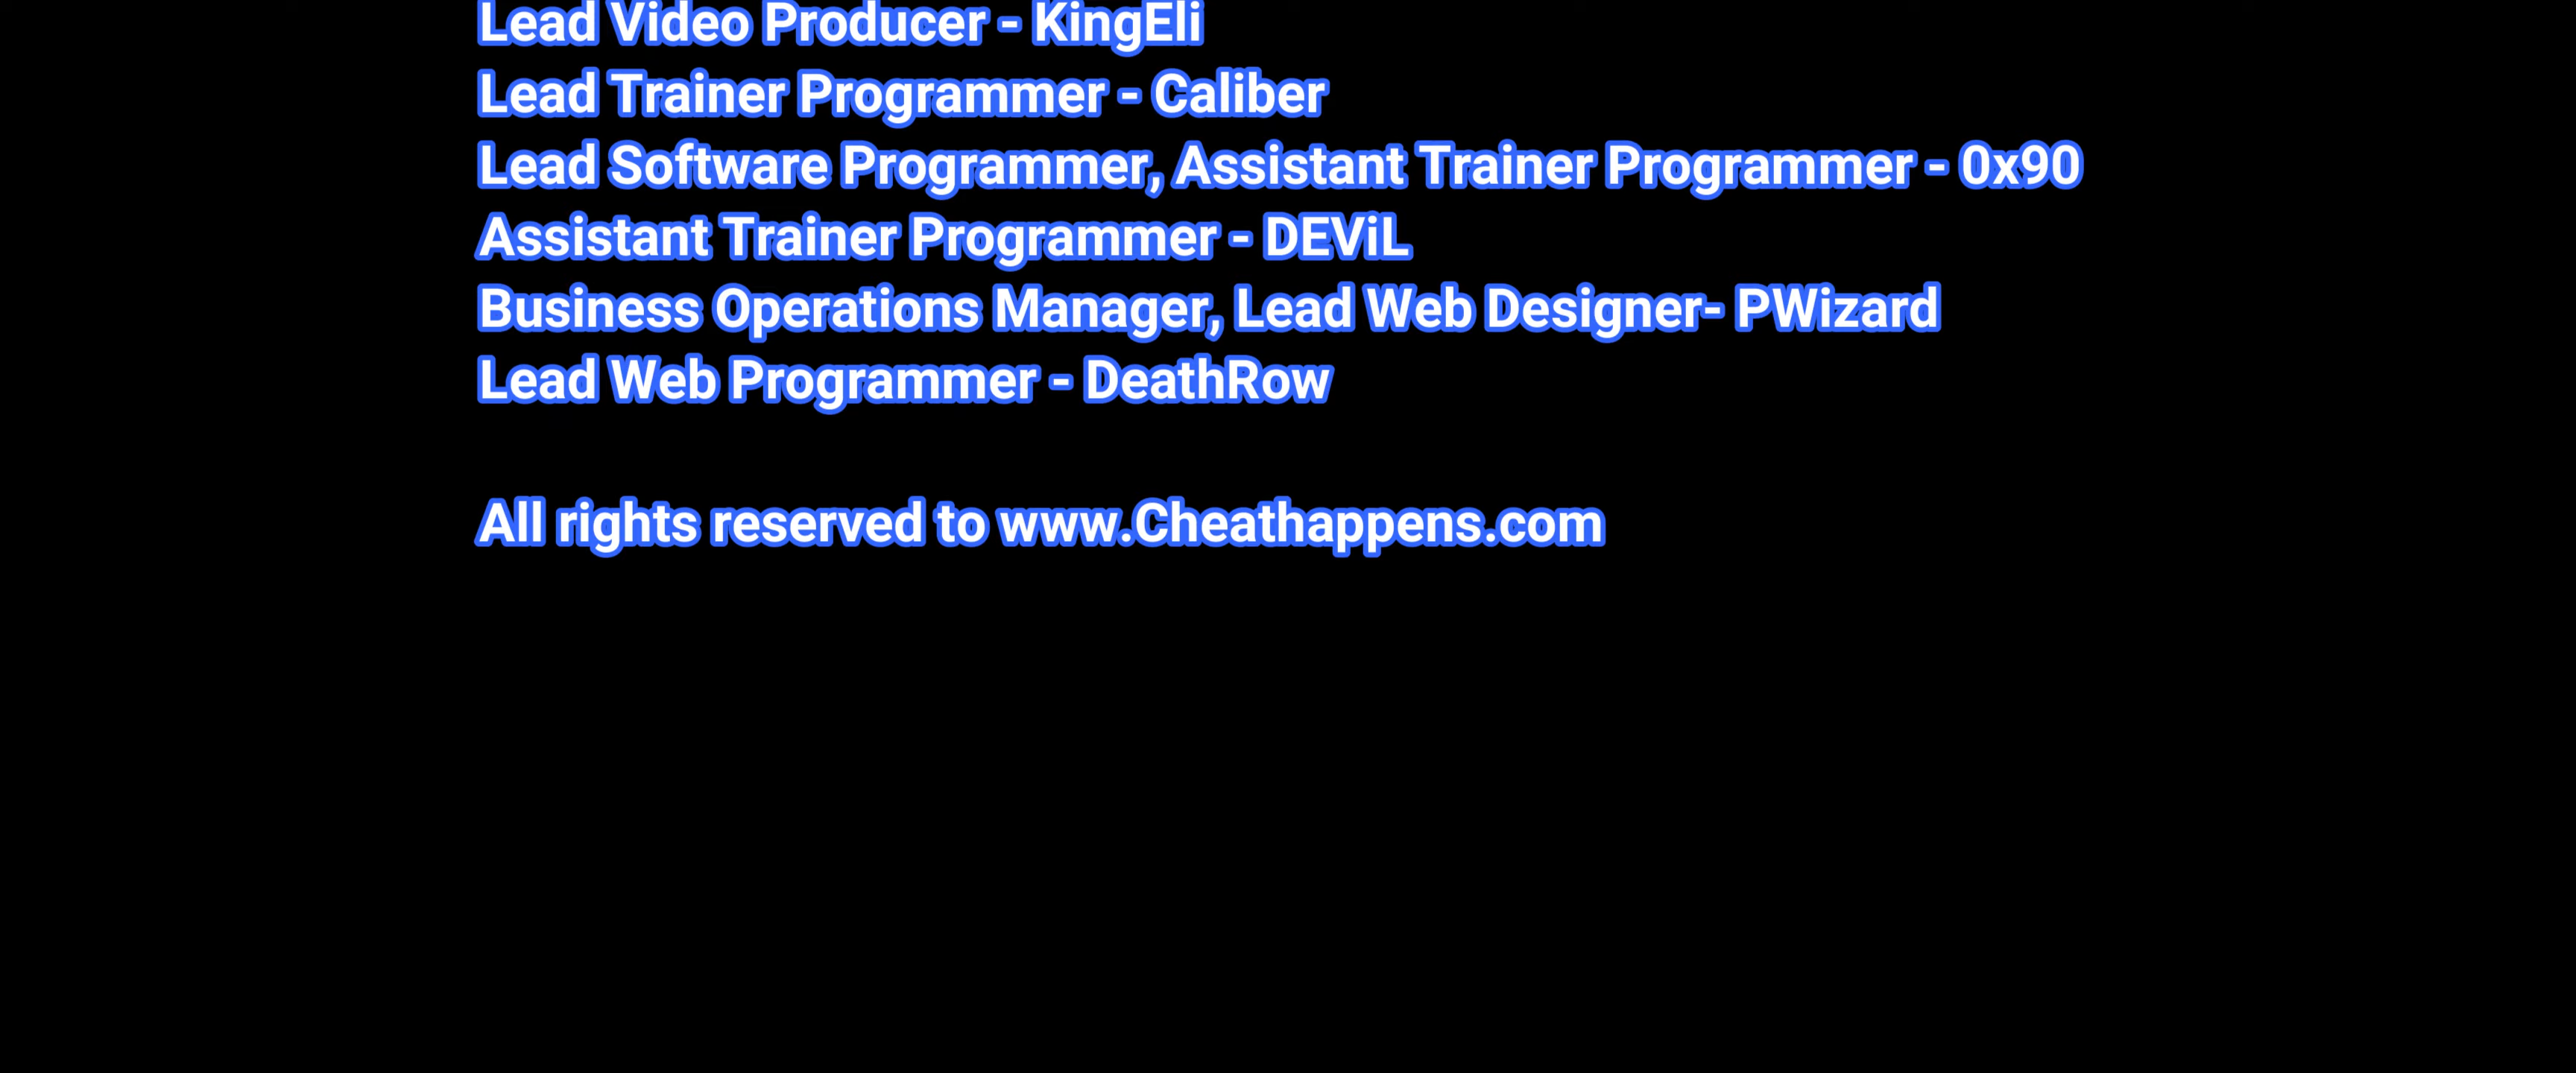 Lead Video Producer - KingEli
Lead Trainer Programmer - Caliber
Lead Software Programmer, Assistant Trainer Programmer - 0x90
Assistant Trainer Programmer - DEViL
Business Operations Manager, Lead Web Designer- PWizard
Lead Web Programmer - DeathRow
All rights reserved to www.Cheathappens.com